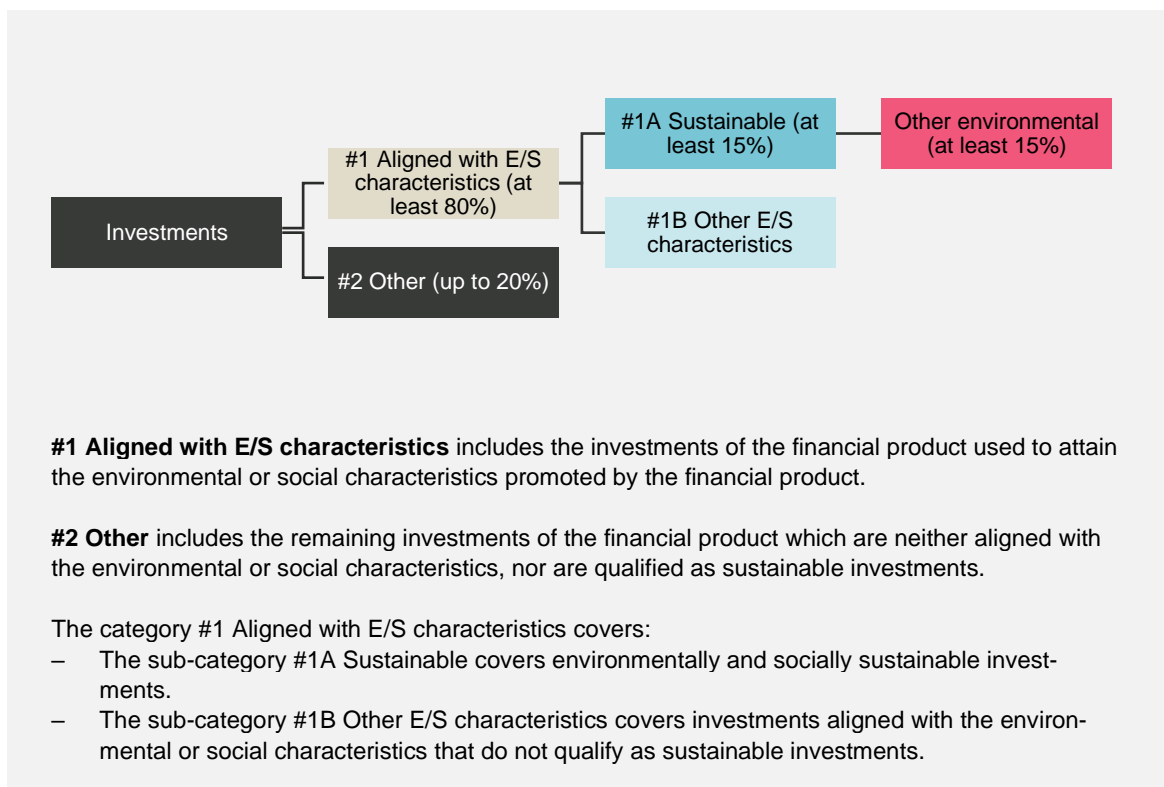 #1A Sustainable (at
least 15%)
Other environmental
(at least 15%)
#1 Aligned with E/S
characteristics (at
least 80%)
Investments
#1B Other E/S
characteristics
#2 Other (up to 20%)
#1 Aligned with E/S characteristics includes the investments of the financial product used to attain
the environmental or social characteristics promoted by the financial product.
#2 Other includes the remaining investments of the financial product which are neither aligned with
the environmental or social characteristics, nor are qualified as sustainable investments.
The category #1 Aligned with E/S characteristics covers:
– The sub-category #1A Sustainable covers environmentally and socially sustainable invest-
ments.
– The sub-category #1B Other E/S characteristics covers investments aligned with the environ-
mental or social characteristics that do not qualify as sustainable investments.